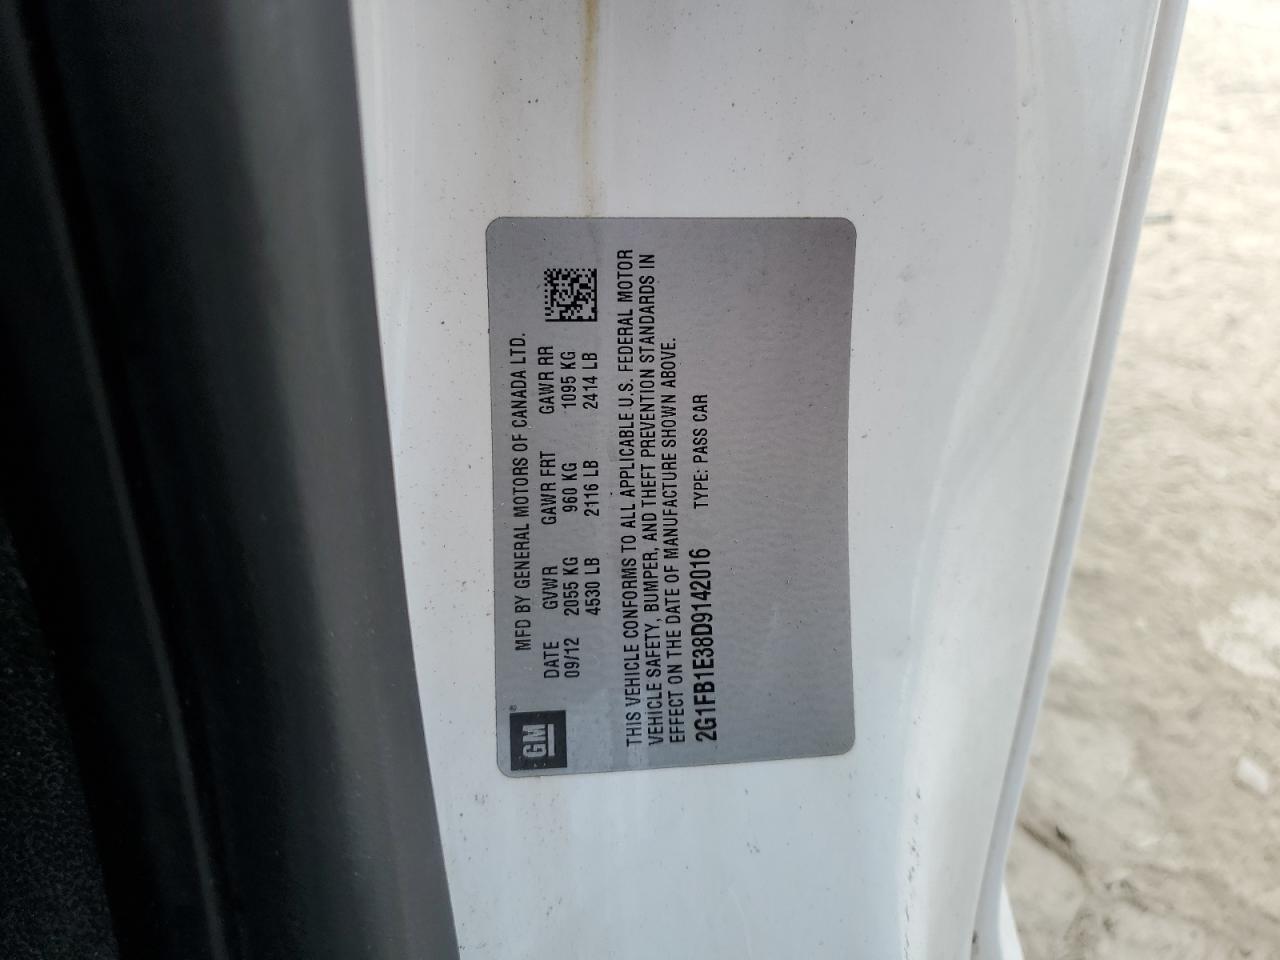 GM®
MFD BY GENERAL MOTORS OF CANADA LTD.
DATE GVWR GAWR FRT GAWR RR
09/12 2055 KG 960 KG 1095 KG
4530 LB 2116 LB 2414 LB
THIS VEHICLE CONFORMS TO ALL APPLICABLE U.S. FEDERAL MOTOR
VEHICLE SAFETY, BUMPER, AND THEFT PREVENTION STANDARDS IN
EFFECT ON THE DATE OF MANUFACTURE SHOWN ABOVE.
2G1FB1E38D9142016 TYPE: PASS CAR